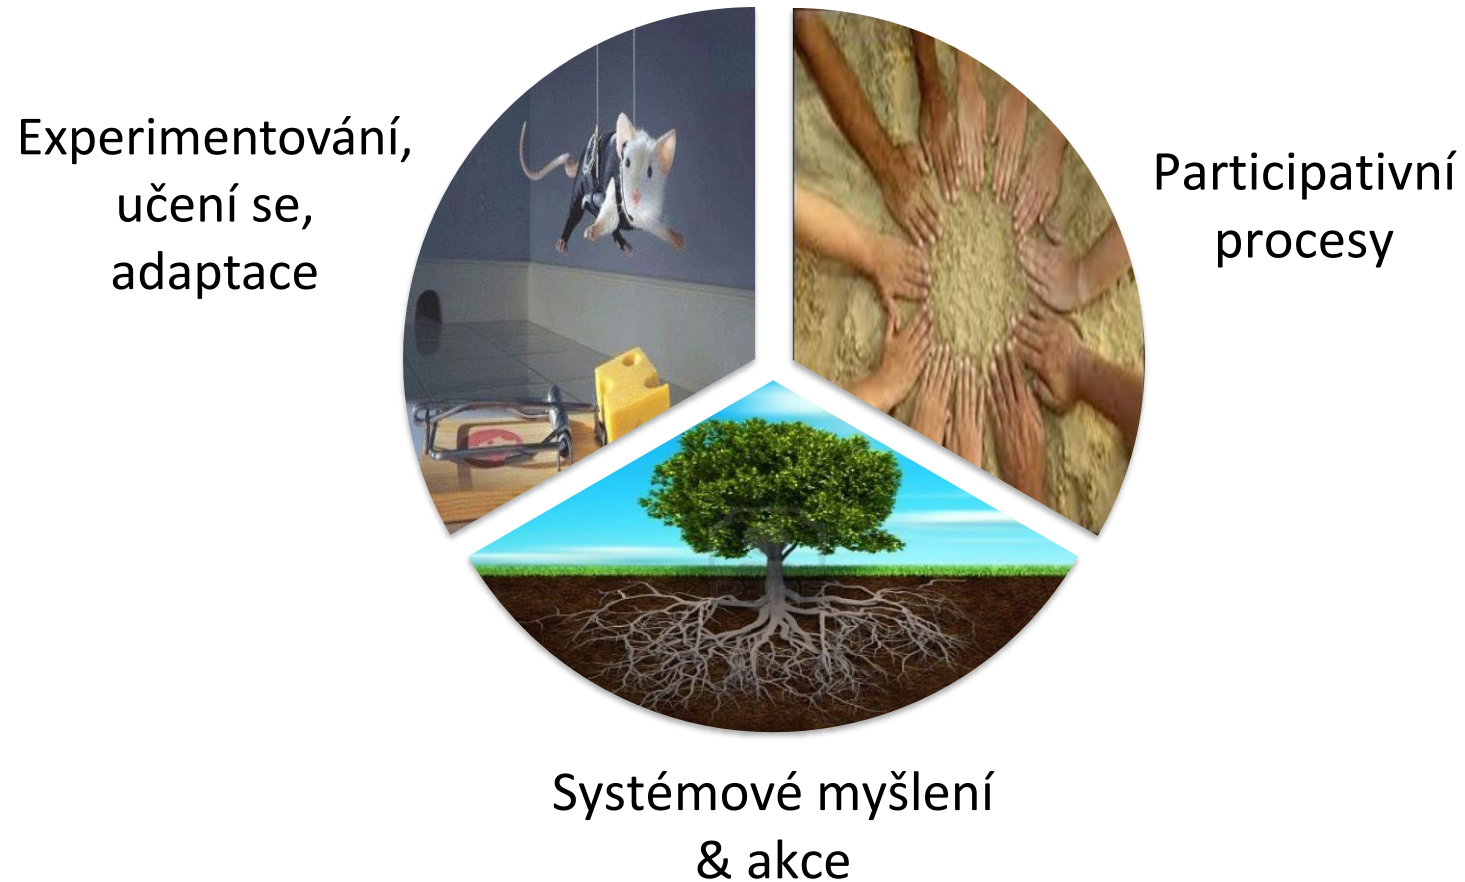 Experimentování,
učení se,
adaptace
Participativní
procesy
Systémové myšlení
& akce